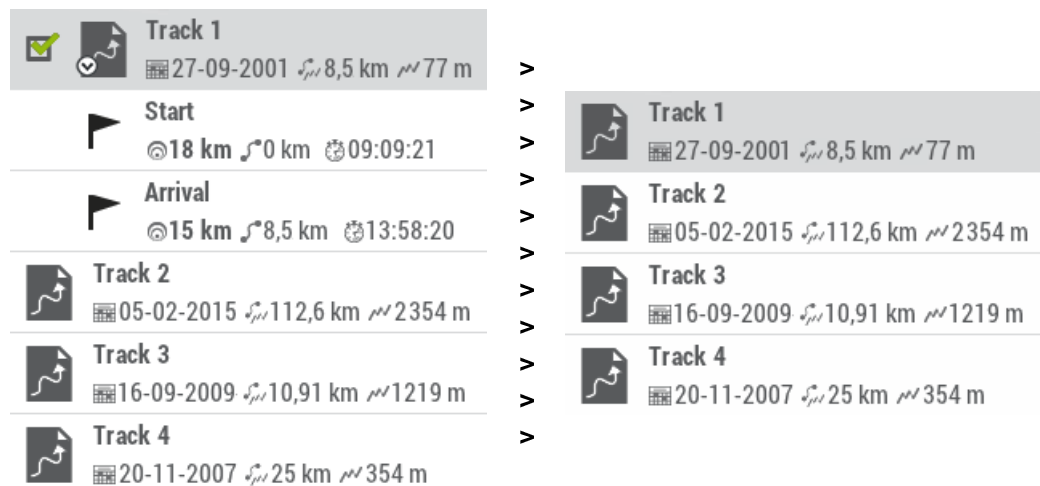 Track 1
27-09-2001 8,5 km 77 m
Start
18 km 0 km 09:09:21
Arrival
15 km 8,5 km 13:58:20
Track 2
05-02-2015 112,6 km 2354 m
Track 3
16-09-2009 10,91 km 1219 m
Track 4
20-11-2007 25 km 354 m
>
>
>
>
>
>
>
>
>
>
>
Track 1
27-09-2001 8,5 km 77 m
Track 2
05-02-2015 112,6 km 2354 m
Track 3
16-09-2009 10,91 km 1219 m
Track 4
20-11-2007 25 km 354 m